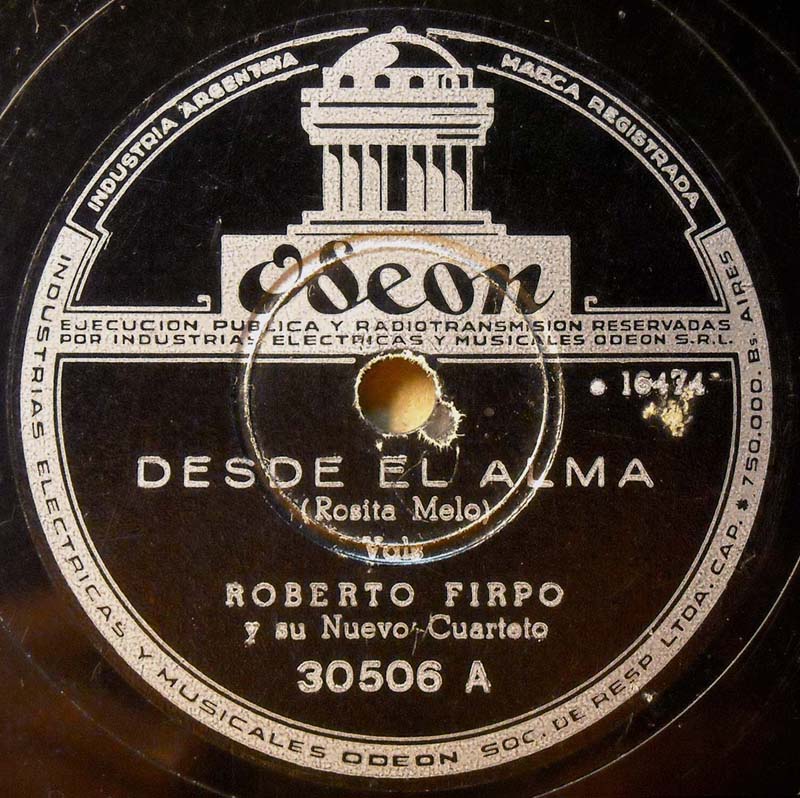 INDUSTRIA ARGENTINA
MARCA REGISTRADA
Odeon
EJECUCION PUBLICA Y RADIOTRANSMISION RESERVADAS
POR INDUSTRIAS ELECTRICAS Y MUSICALES ODEON S.R.L.
16474
DESDE EL ALMA
(Rosita Melo)
Vals
ROBERTO FIRPO
y su Nuevo Cuarteto
30506 A
INDUSTRIAS ELECTRICAS Y MUSICALES ODEON SOC. DE RESP. LTDA: CAP. $ 750.000. Bs. AIRES